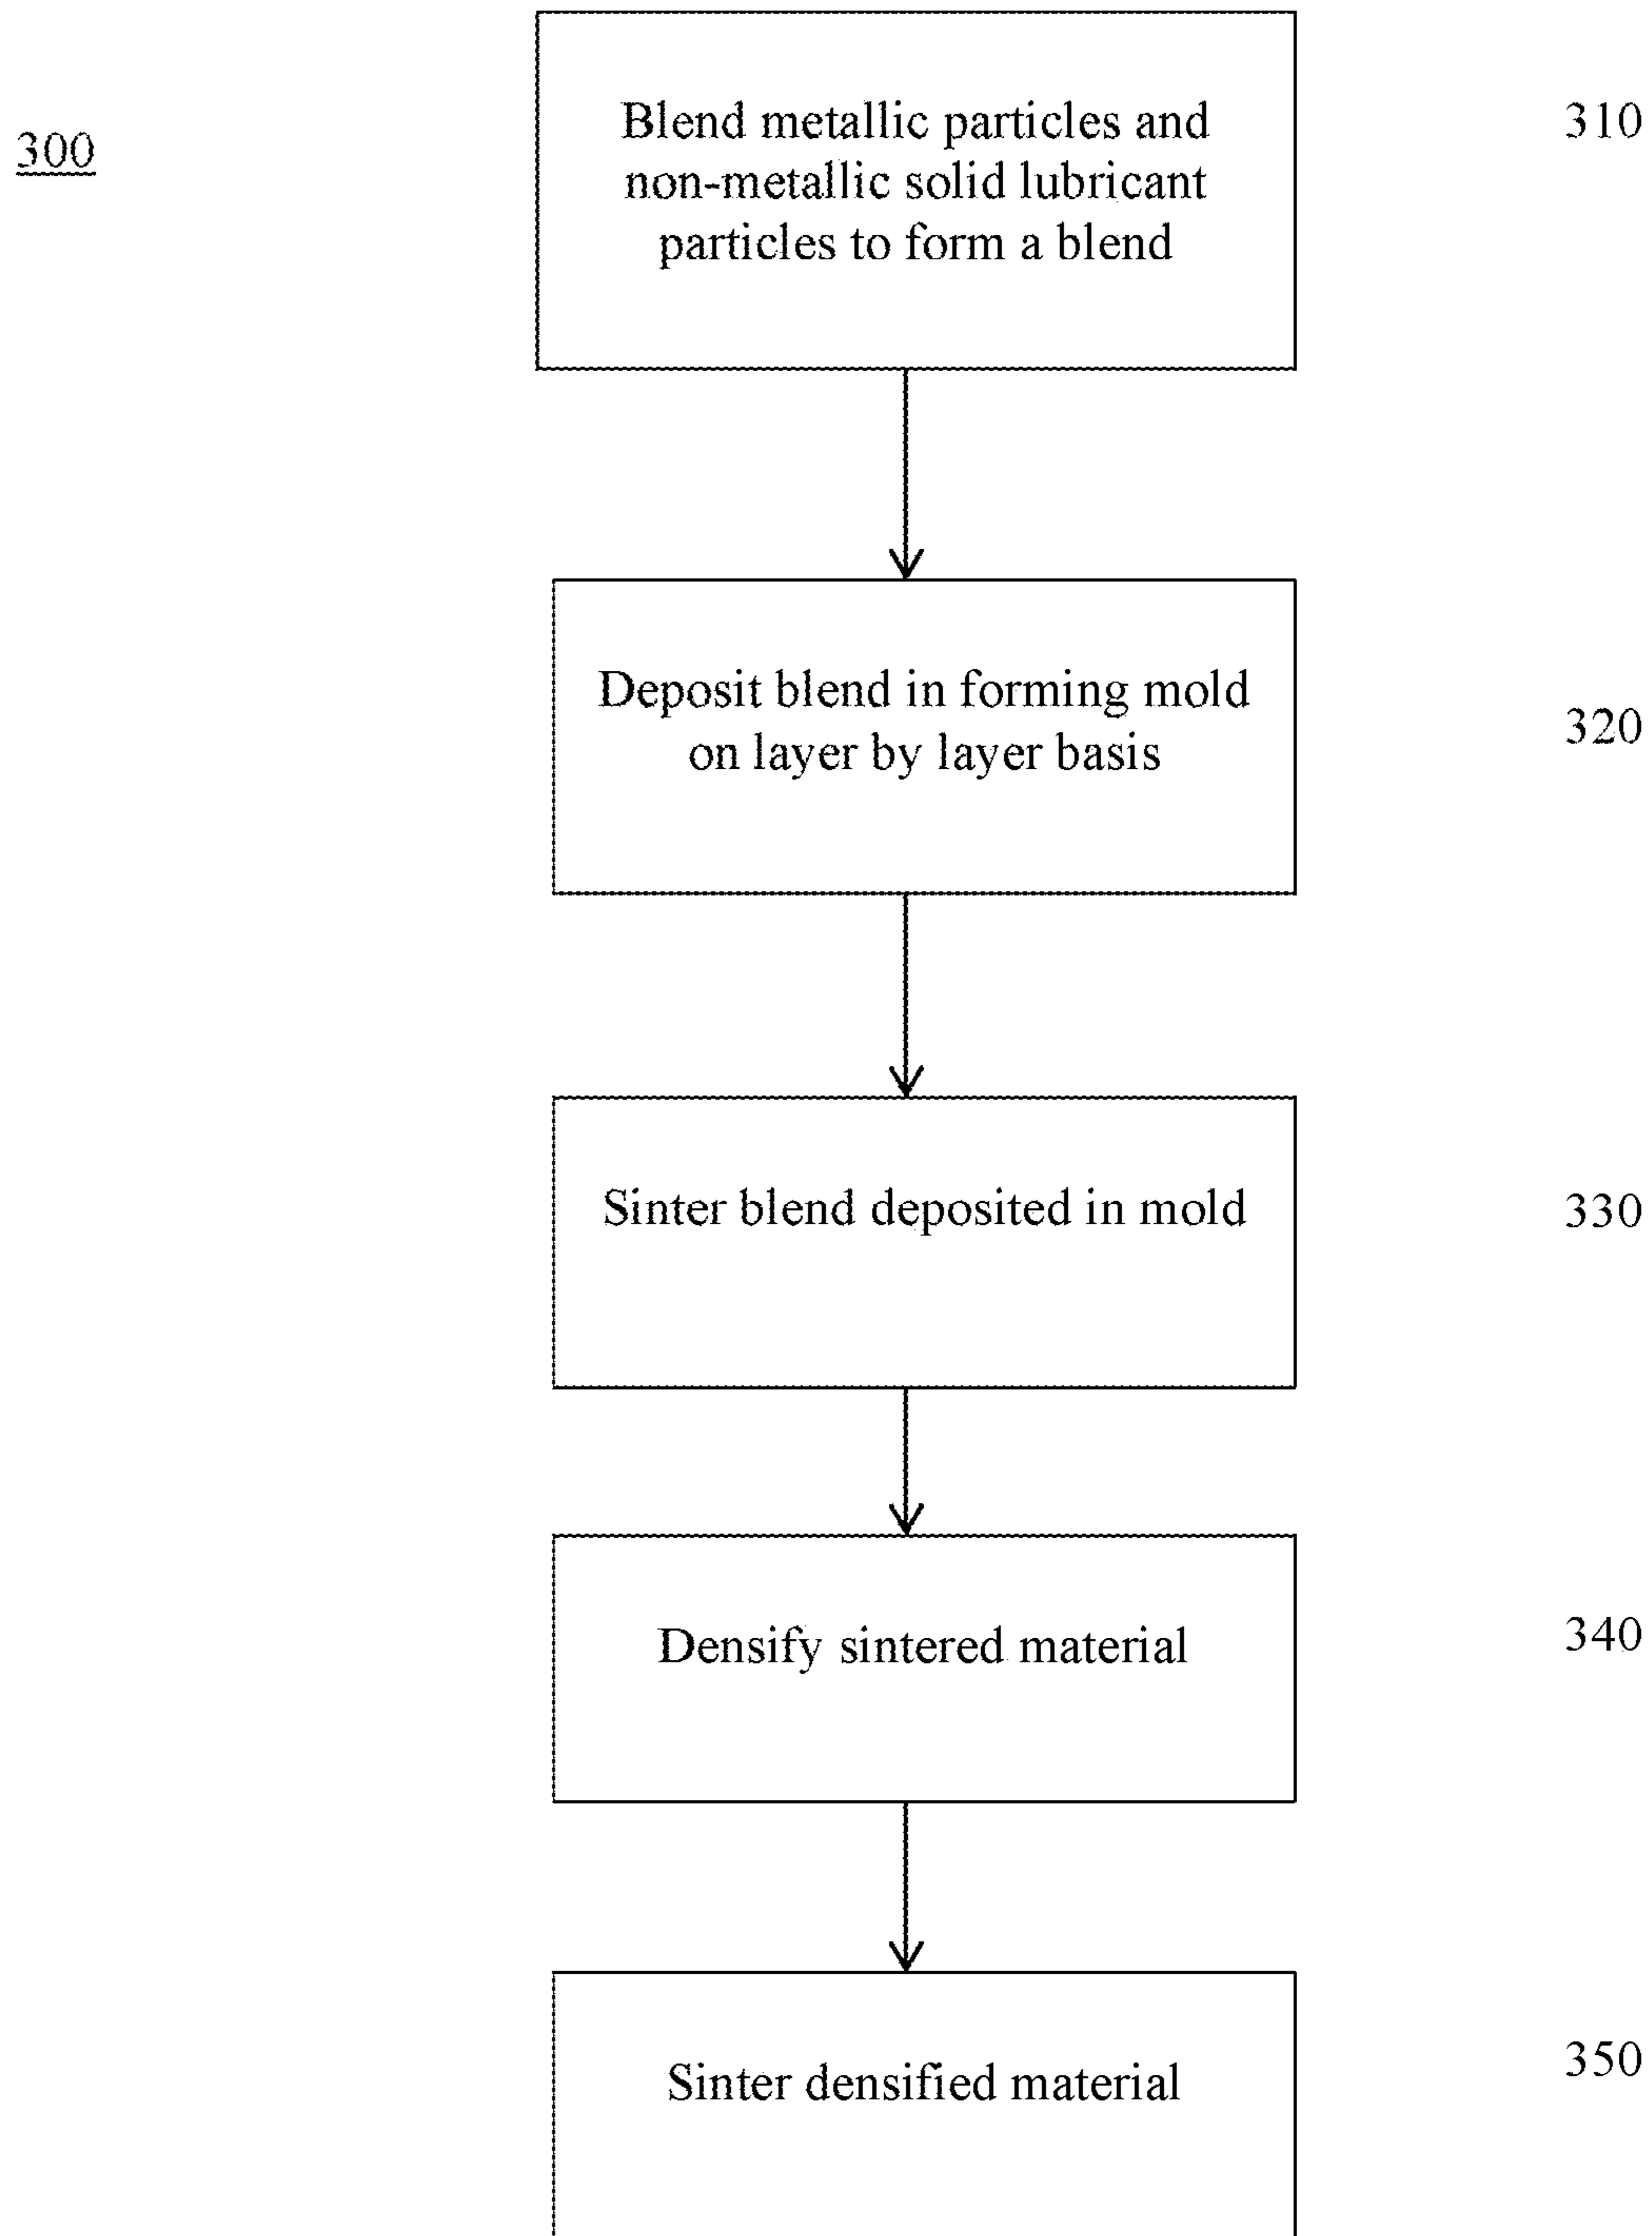 300
Blend metallic particles and
non-metallic solid lubricant
particles to form a blend
310
Deposit blend in forming mold
on layer by layer basis
320
Sinter blend deposited in mold
330
Densify sintered material
340
Sinter densified material
350